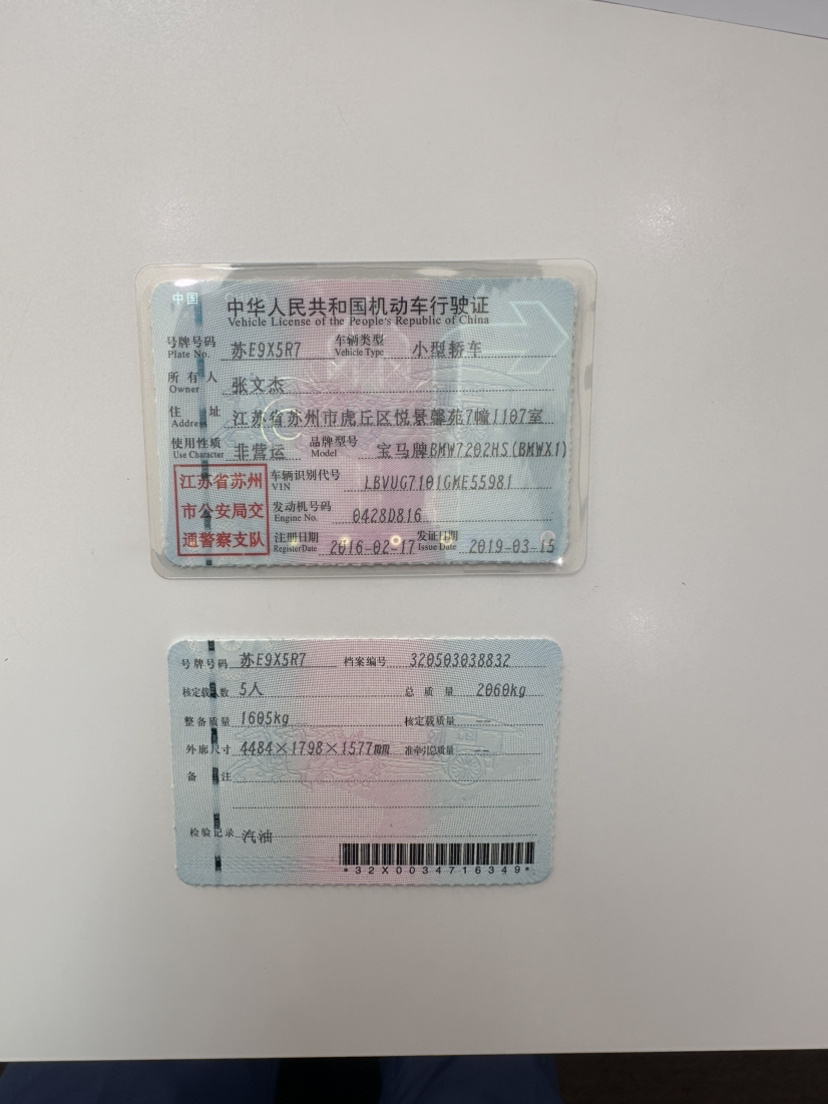 中国
中华人民共和国机动车行驶证
Vehicle License of the People's Republic of China
号牌号码 苏E9X5R7 车辆类型 小型轿车
Plate No. Vehicle Type
所有人 张文杰
Owner
住址 江苏省苏州市虎丘区悦景馨苑7幢1107室
Address
使用性质 非营运 品牌型号 宝马牌BMW7202HS(BMWX1)
Use Character Model
江苏省苏州
市公安局交
通警察支队
车辆识别代号 LBVUG7101GME55981
VIN
发动机号码 0428D816
Engine No.
注册日期 2016-02-17 发证日期 2019-03-15
Register Date Issue Date
号牌号码 苏E9X5R7 档案编号 320503038832
核定载人数 5人 总质量 2060kg
整备质量 1605kg 核定载质量 --
外廓尺寸 4484×1798×1577mm 准牵引总质量 --
备注
检验记录 汽油
*32X0034716349*